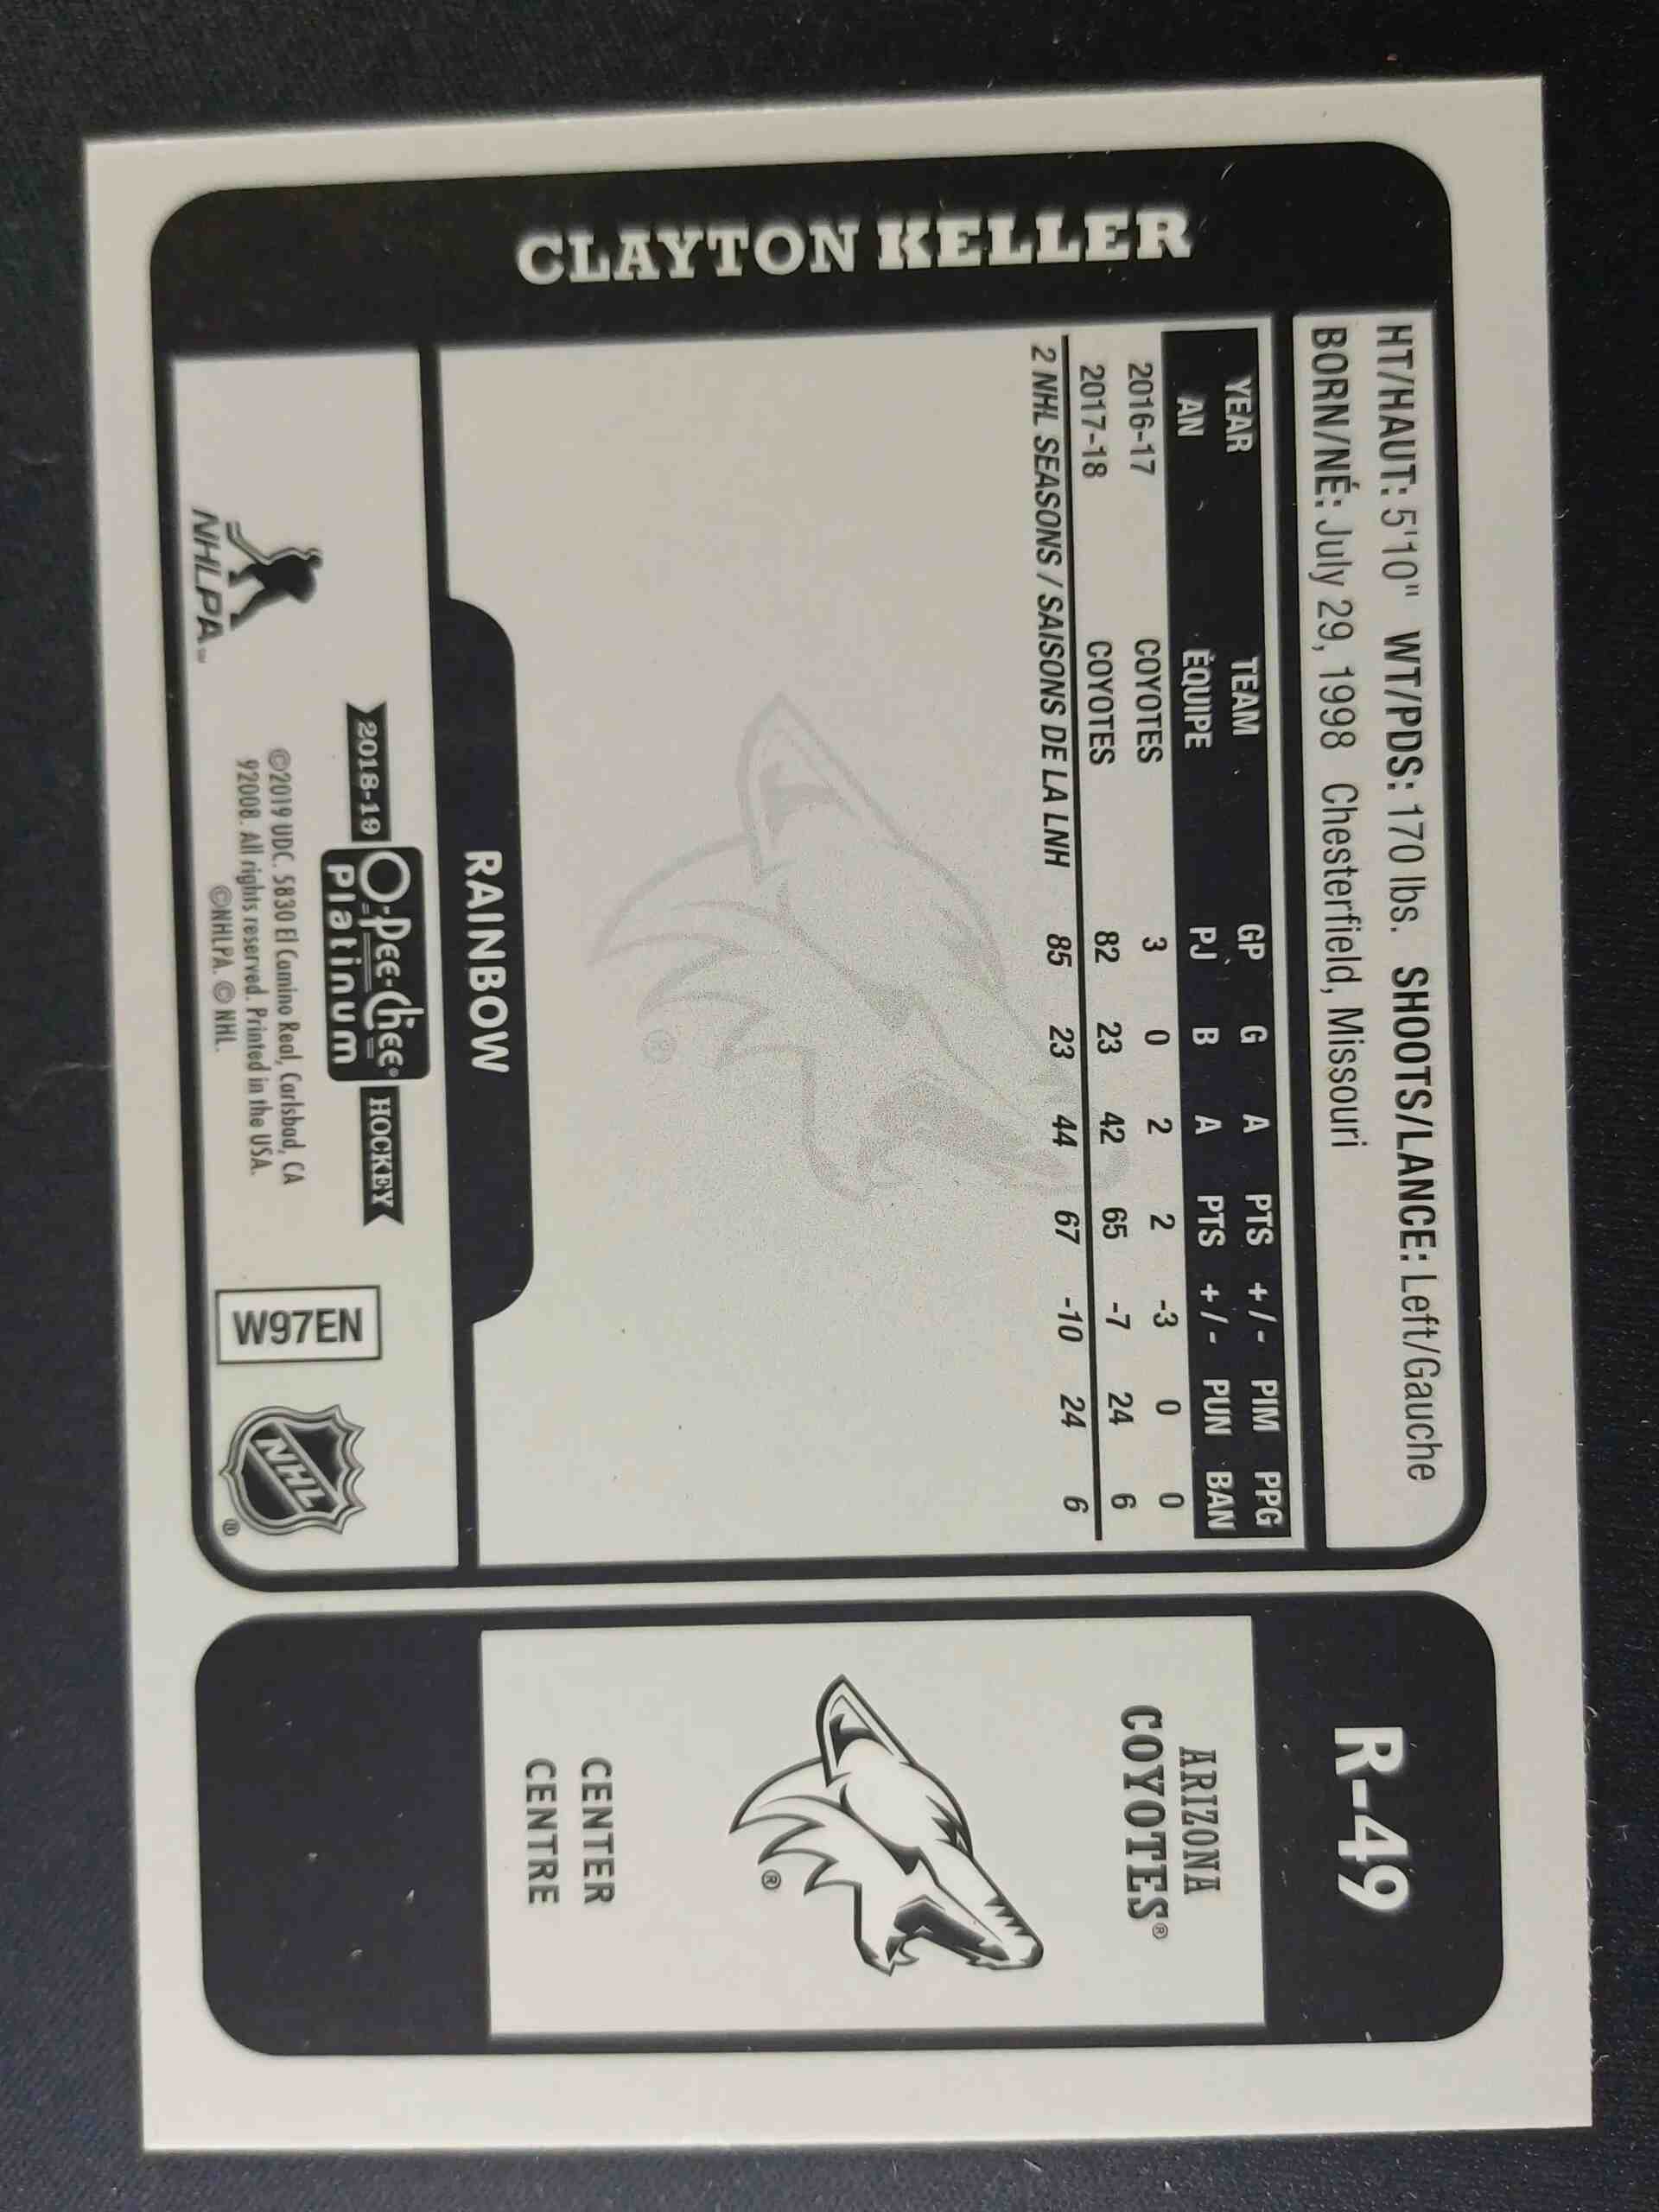 CLAYTON KELLER
HT/HAUT: 5'10" WT/PDS: 170 lbs. SHOOTS/LANCE: Left/Gauche
BORN/NÉ: July 29, 1998 Chesterfield, Missouri
YEAR TEAM GP G A PTS +/- PIM PPG
AN ÉQUIPE PJ B A PTS +/- PUN BAN
2016-17 COYOTES 3 0 2 2 -3 0 0
2017-18 COYOTES 82 23 42 65 -7 24 6
2 NHL SEASONS / SAISONS DE LA LNH 85 23 44 67 -10 24 6
®
RAINBOW
NHLPA℠
2018-19 O-Pee-Chee® HOCKEY
Platinum
©2019 UDC. 5830 El Camino Real, Carlsbad, CA
92008. All rights reserved. Printed in the USA.
©NHLPA. © NHL.
W97EN
NHL®
R-49
ARIZONA
COYOTES®
®
CENTER
CENTRE